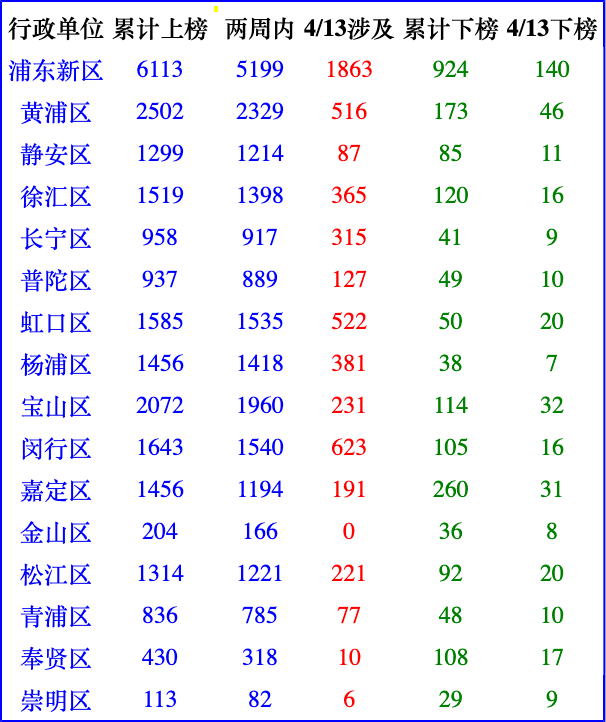 行政单位 累计上榜 两周内 4/13涉及 累计下榜 4/13下榜
浦东新区 6113 5199 1863 924 140
黄浦区 2502 2329 516 173 46
静安区 1299 1214 87 85 11
徐汇区 1519 1398 365 120 16
长宁区 958 917 315 41 9
普陀区 937 889 127 49 10
虹口区 1585 1535 522 50 20
杨浦区 1456 1418 381 38 7
宝山区 2072 1960 231 114 32
闵行区 1643 1540 623 105 16
嘉定区 1456 1194 191 260 31
金山区 204 166 0 36 8
松江区 1314 1221 221 92 20
青浦区 836 785 77 48 10
奉贤区 430 318 10 108 17
崇明区 113 82 6 29 9